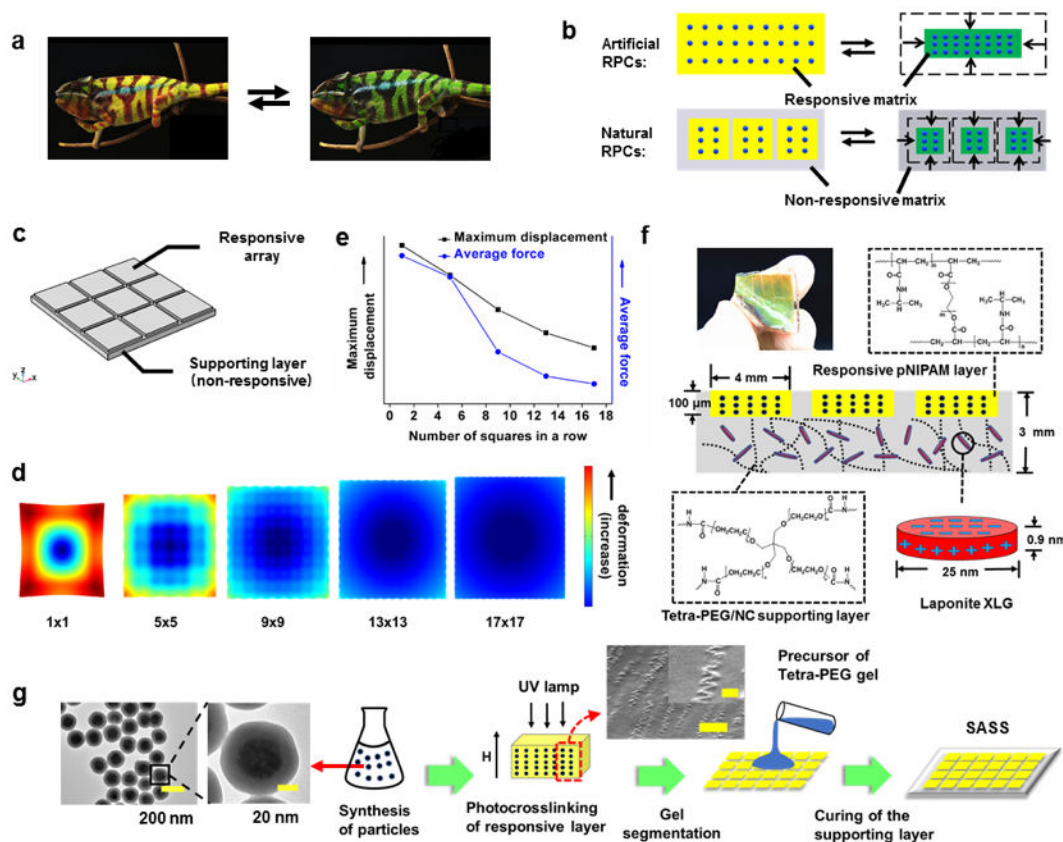 a
b
Artificial
RPCs:
Responsive matrix
Natural
RPCs:
Non-responsive matrix
c
Responsive
array
Supporting layer
(non-responsive)
y z x
e
Maximum displacement
Average force
Maximum
displacement
Average force
0 2 4 6 8 10 12 14 16 18
Number of squares in a row
f
Responsive pNIPAM layer
4 mm
100 μm
3
mm
0.9 nm
25 nm
Tetra-PEG/NC supporting layer
Laponite XLG
d
deformation
(increase)
1x1
5x5
9x9
13x13
17x17
g
200 nm
20 nm
Synthesis
of particles
UV lamp
H
Photocrosslinking
of responsive layer
Gel
segmentation
Precursor of
Tetra-PEG gel
Curing of the
supporting layer
SASS